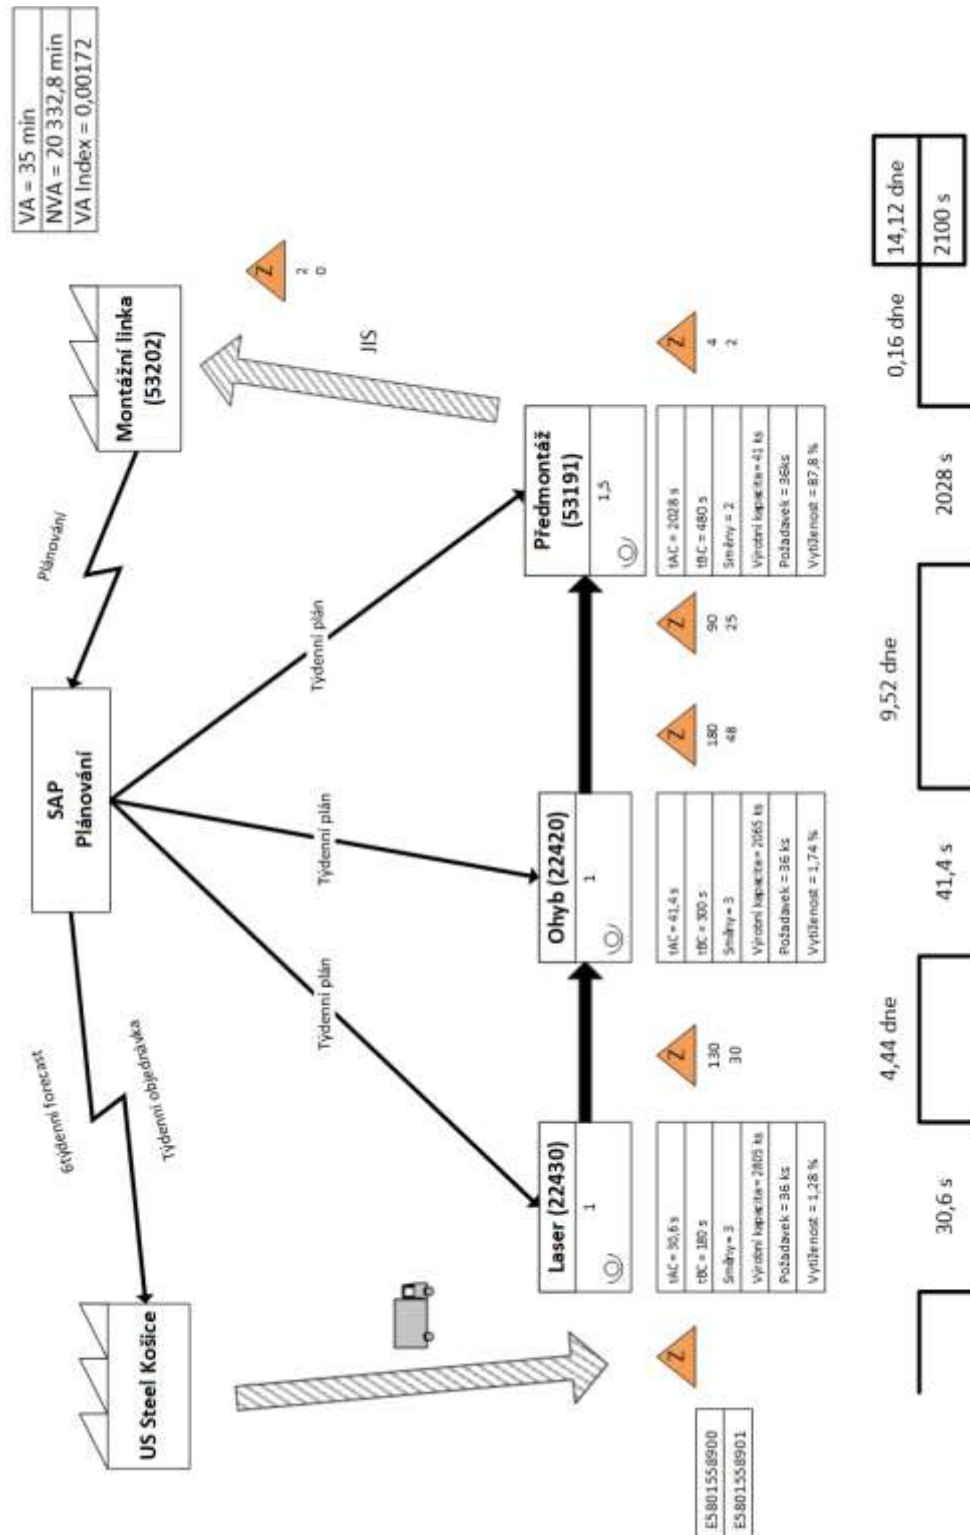 VA = 35 min
NVA = 20 332,8 min
VA Index = 0,00172
US Steel Košice
6týdenní forecast
Týdenní objednávka
SAP
Plánování
Plánování
Montážní linka
(53202)
Týdenní plán
Týdenní plán
Týdenní plán
JIS
Z
2
0
Laser (22430)
1
Ohyb (22420)
1
Předmontáž
(53191)
1,5
E5801558900
E5801558901
Z
tAC = 30,6 s
tBC = 180 s
Směny = 3
Výrobní kapacita = 2805 ks
Požadavek = 36 ks
Vytíženost = 1,28 %
Z
130
30
tAC = 41,4 s
tBC = 300 s
Směny = 3
Výrobní kapacita = 2065 ks
Požadavek = 36 ks
Vytíženost = 1,74 %
Z
180
48
Z
90
25
tAC = 2028 s
tBC = 480 s
Směny = 2
Výrobní kapacita = 41 ks
Požadavek = 36ks
Vytíženost = 87,8 %
Z
4
2
30,6 s
4,44 dne
41,4 s
9,52 dne
2028 s
0,16 dne
14,12 dne
2100 s